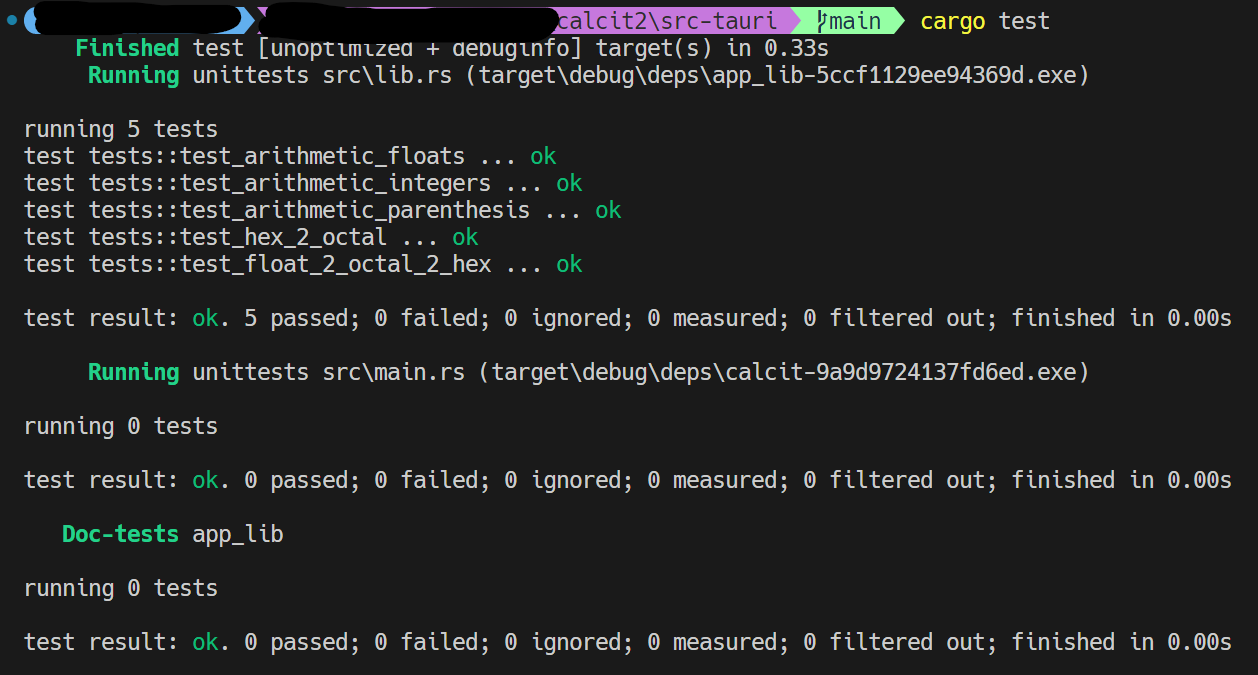 calcit2\src-tauri main cargo test
Finished test [unoptimized + debuginfo] target(s) in 0.33s
Running unittests src\lib.rs (target\debug\deps\app_lib-5ccf1129ee94369d.exe)
running 5 tests
test tests::test_arithmetic_floats ... ok
test tests::test_arithmetic_integers ... ok
test tests::test_arithmetic_parenthesis ... ok
test tests::test_hex_2_octal ... ok
test tests::test_float_2_octal_2_hex ... ok
test result: ok. 5 passed; 0 failed; 0 ignored; 0 measured; 0 filtered out; finished in 0.00s
Running unittests src\main.rs (target\debug\deps\calcit-9a9d9724137fd6ed.exe)
running 0 tests
test result: ok. 0 passed; 0 failed; 0 ignored; 0 measured; 0 filtered out; finished in 0.00s
Doc-tests app_lib
running 0 tests
test result: ok. 0 passed; 0 failed; 0 ignored; 0 measured; 0 filtered out; finished in 0.00s